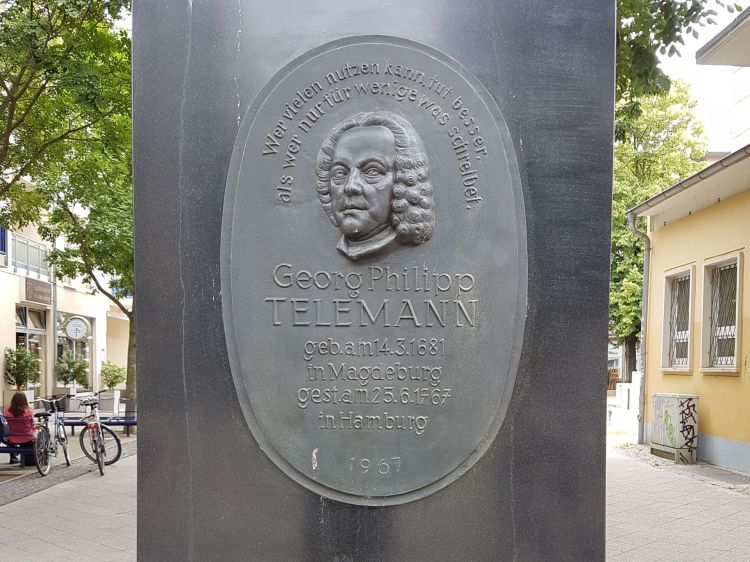 Wer vielen nutzen kann, tut besser,
als wer nur für wenige was schreibet.
Georg Philipp
TELEMANN
geb. am 14.3.1681
in Magdeburg
gest. am 25.6.1767
in Hamburg
1967